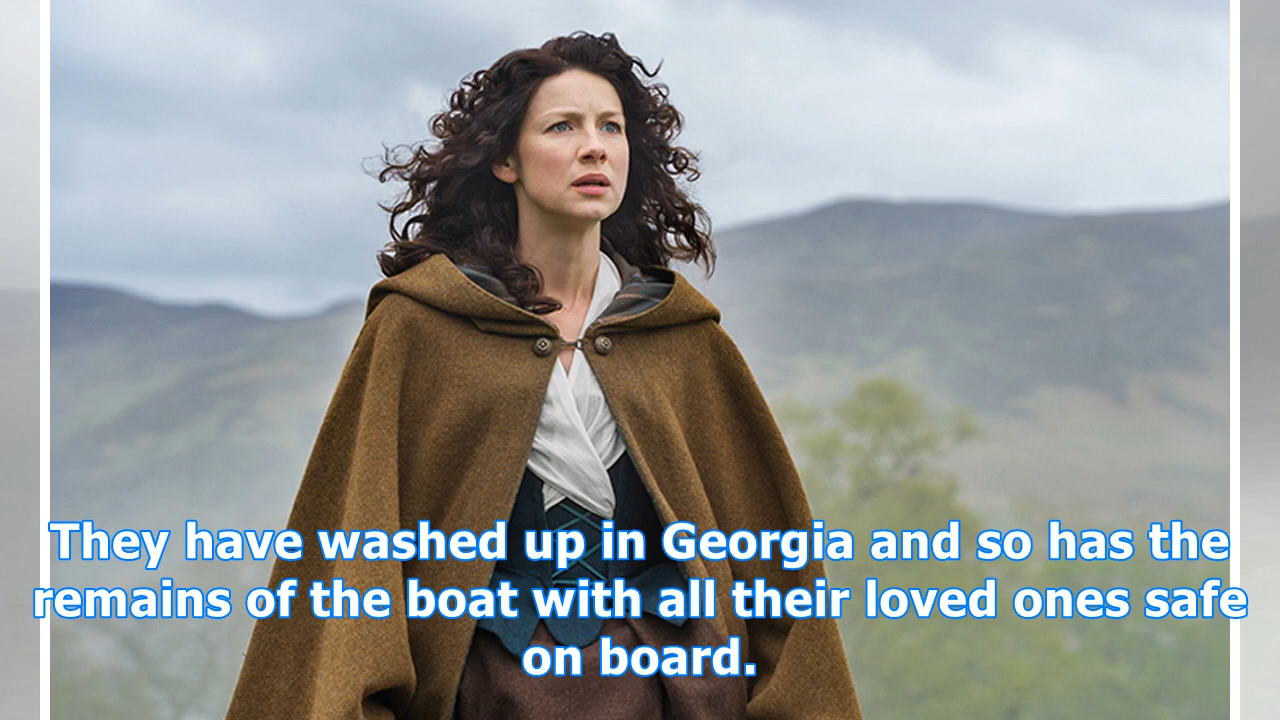 They have washed up in Georgia and so has the
remains of the boat with all their loved ones safe
on board.